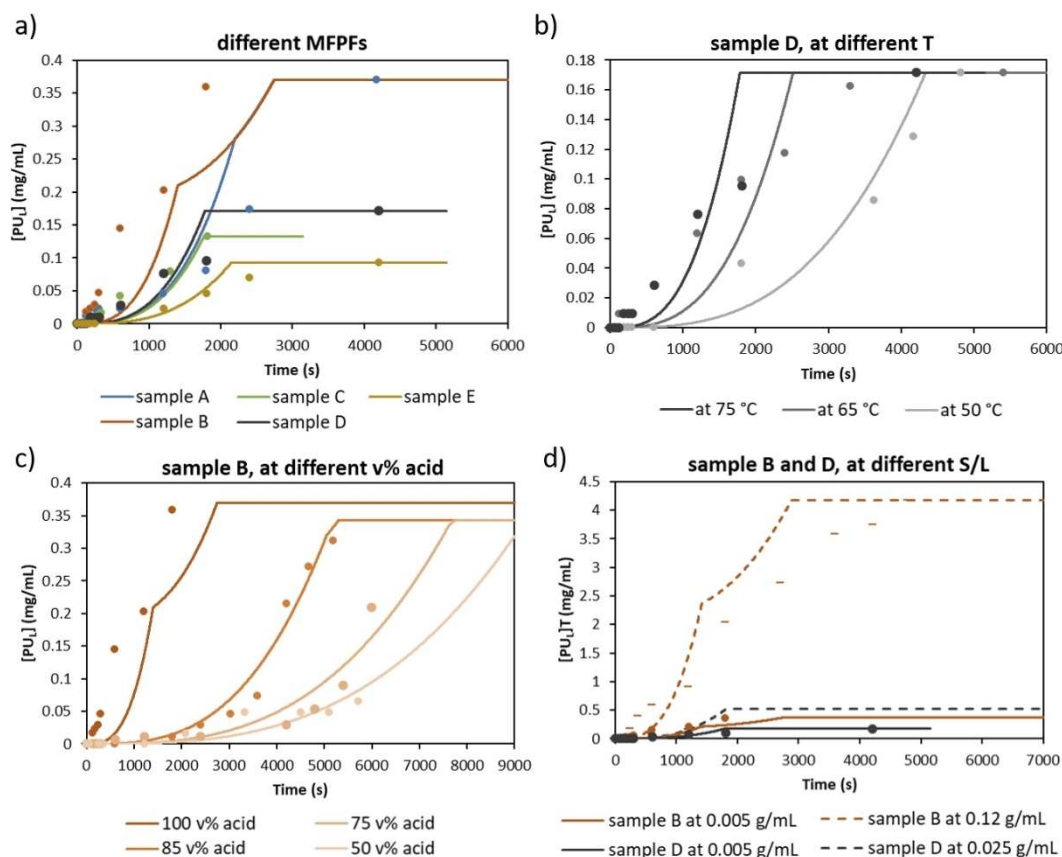 a)
different MFPFs
[PU_L] (mg/mL)
0.4
0.35
0.3
0.25
0.2
0.15
0.1
0.05
0
0 1000 2000 3000 4000 5000 6000
Time (s)
sample A sample C sample E
sample B sample D
b)
sample D, at different T
[PU_L] (mg/mL)
0.18
0.16
0.14
0.12
0.1
0.08
0.06
0.04
0.02
0
0 1000 2000 3000 4000 5000 6000
Time (s)
at 75 °C at 65 °C at 50 °C
c)
sample B, at different v% acid
[PU_L] (mg/mL)
0.4
0.35
0.3
0.25
0.2
0.15
0.1
0.05
0
0 1000 2000 3000 4000 5000 6000 7000 8000 9000
Time (s)
100 v% acid 75 v% acid
85 v% acid 50 v% acid
d)
sample B and D, at different S/L
[PU_L]T (mg/mL)
4.5
4
3.5
3
2.5
2
1.5
1
0.5
0
0 1000 2000 3000 4000 5000 6000 7000
Time (s)
sample B at 0.005 g/mL sample B at 0.12 g/mL
sample D at 0.005 g/mL sample D at 0.025 g/mL